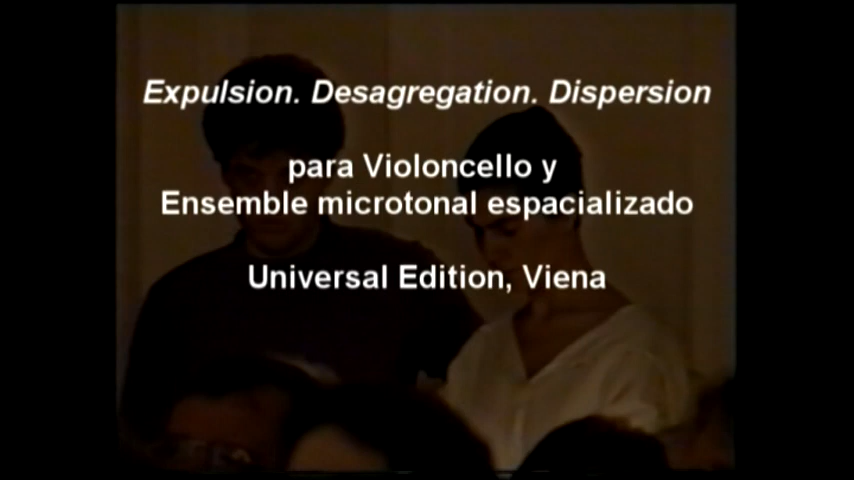 Expulsion. Desagregation. Dispersion
para Violoncello y
Ensemble microtonal espacializado
Universal Edition, Viena